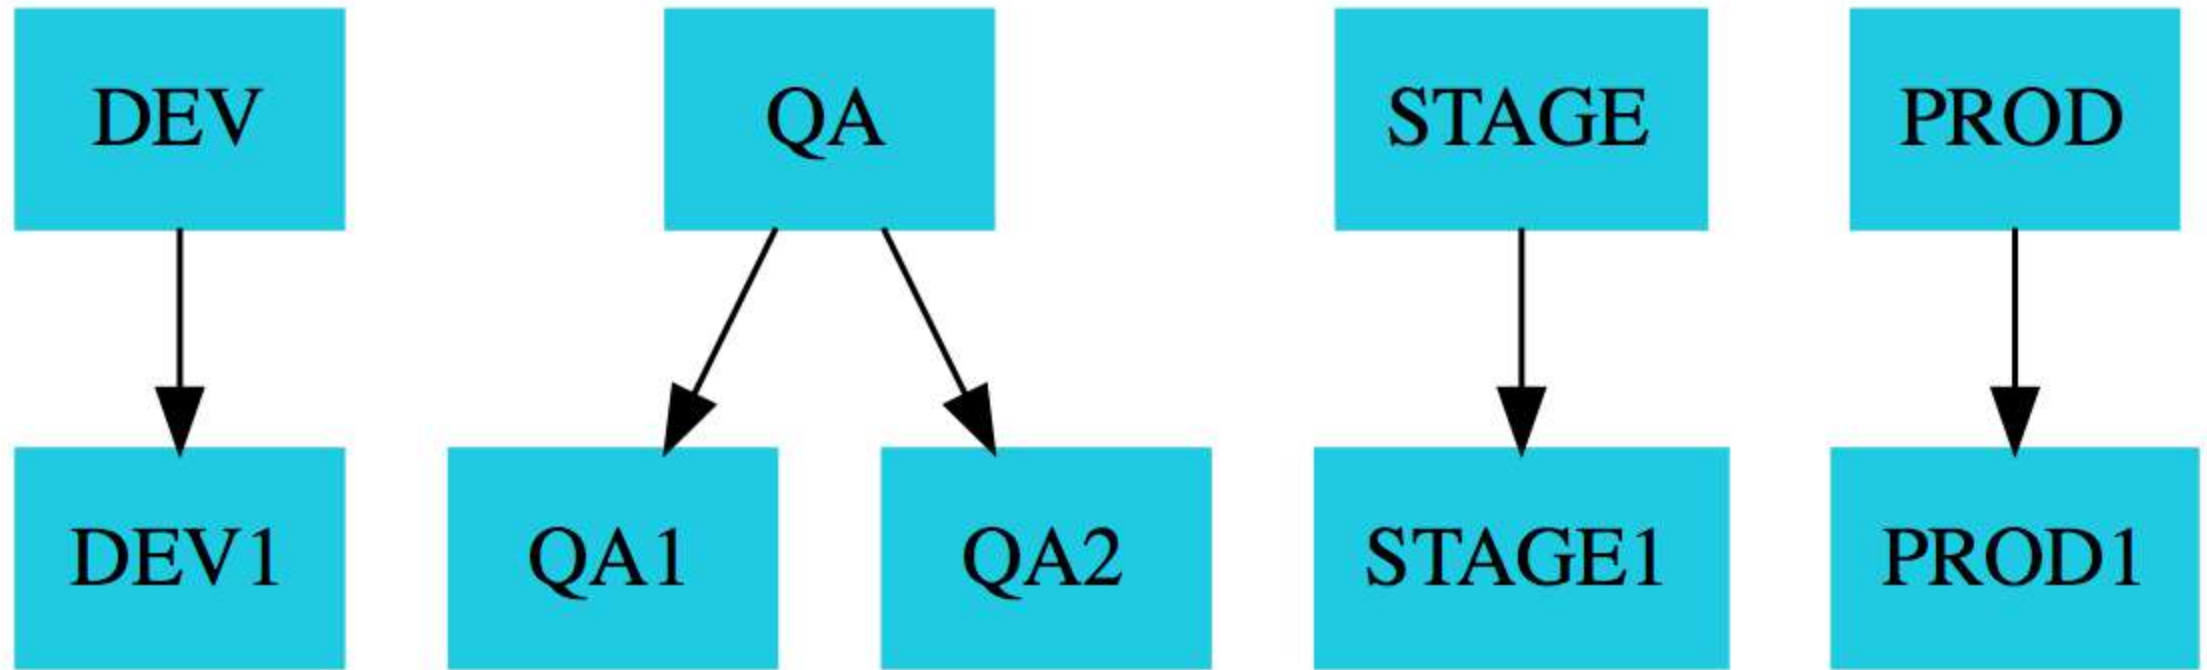 DEV
QA
STAGE
PROD
DEV1
QA1
QA2
STAGE1
PROD1